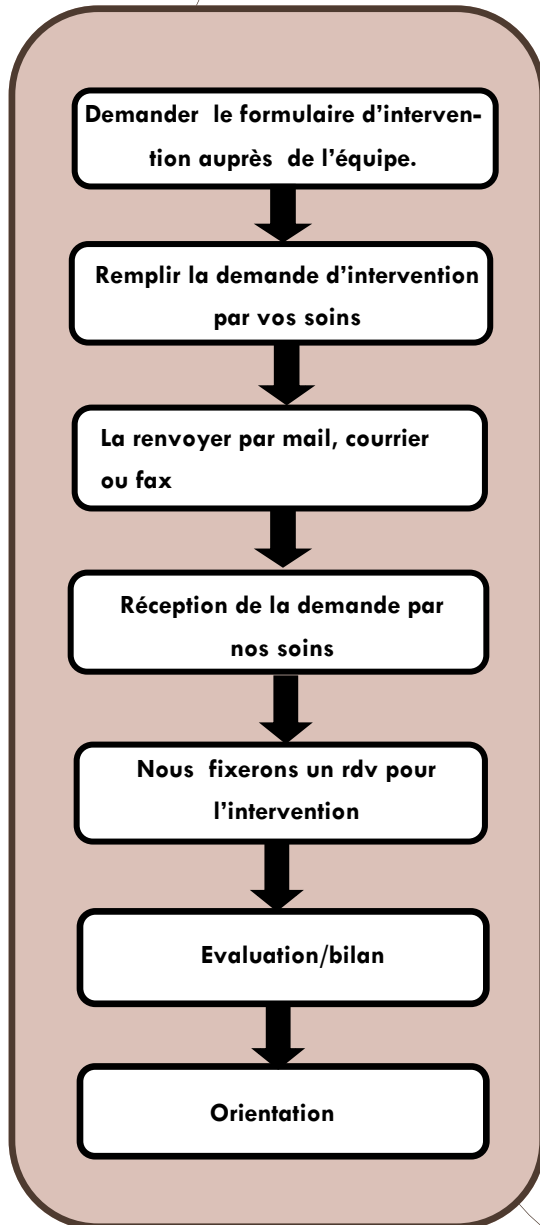 Demander le formulaire d’interven-
tion auprès de l’équipe.
Remplir la demande d’intervention
par vos soins
La renvoyer par mail, courrier
ou fax
Réception de la demande par
nos soins
Nous fixerons un rdv pour
l’intervention
Evaluation/bilan
Orientation